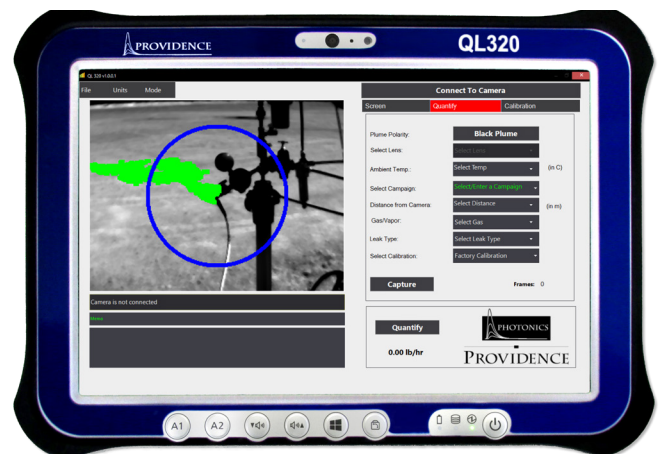 PROVIDENCE
QL320
QL 320 v1.0.0.1
File Units Mode
Connect To Camera
Screen Quantify Calibration
Plume Polarity: Black Plume
Select Lens: Select Lens
Ambient Temp.: Select Temp (in C)
Select Campaign: Select/Enter a Campaign
Distance from Camera: Select Distance (in m)
Gas/Vapor: Select Gas
Leak Type: Select Leak Type
Select Calibration: Factory Calibration
Capture Frames: 0
Camera is not connected
Quantify
0.00 lb/hr
PHOTONICS
PROVIDENCE
A1 A2